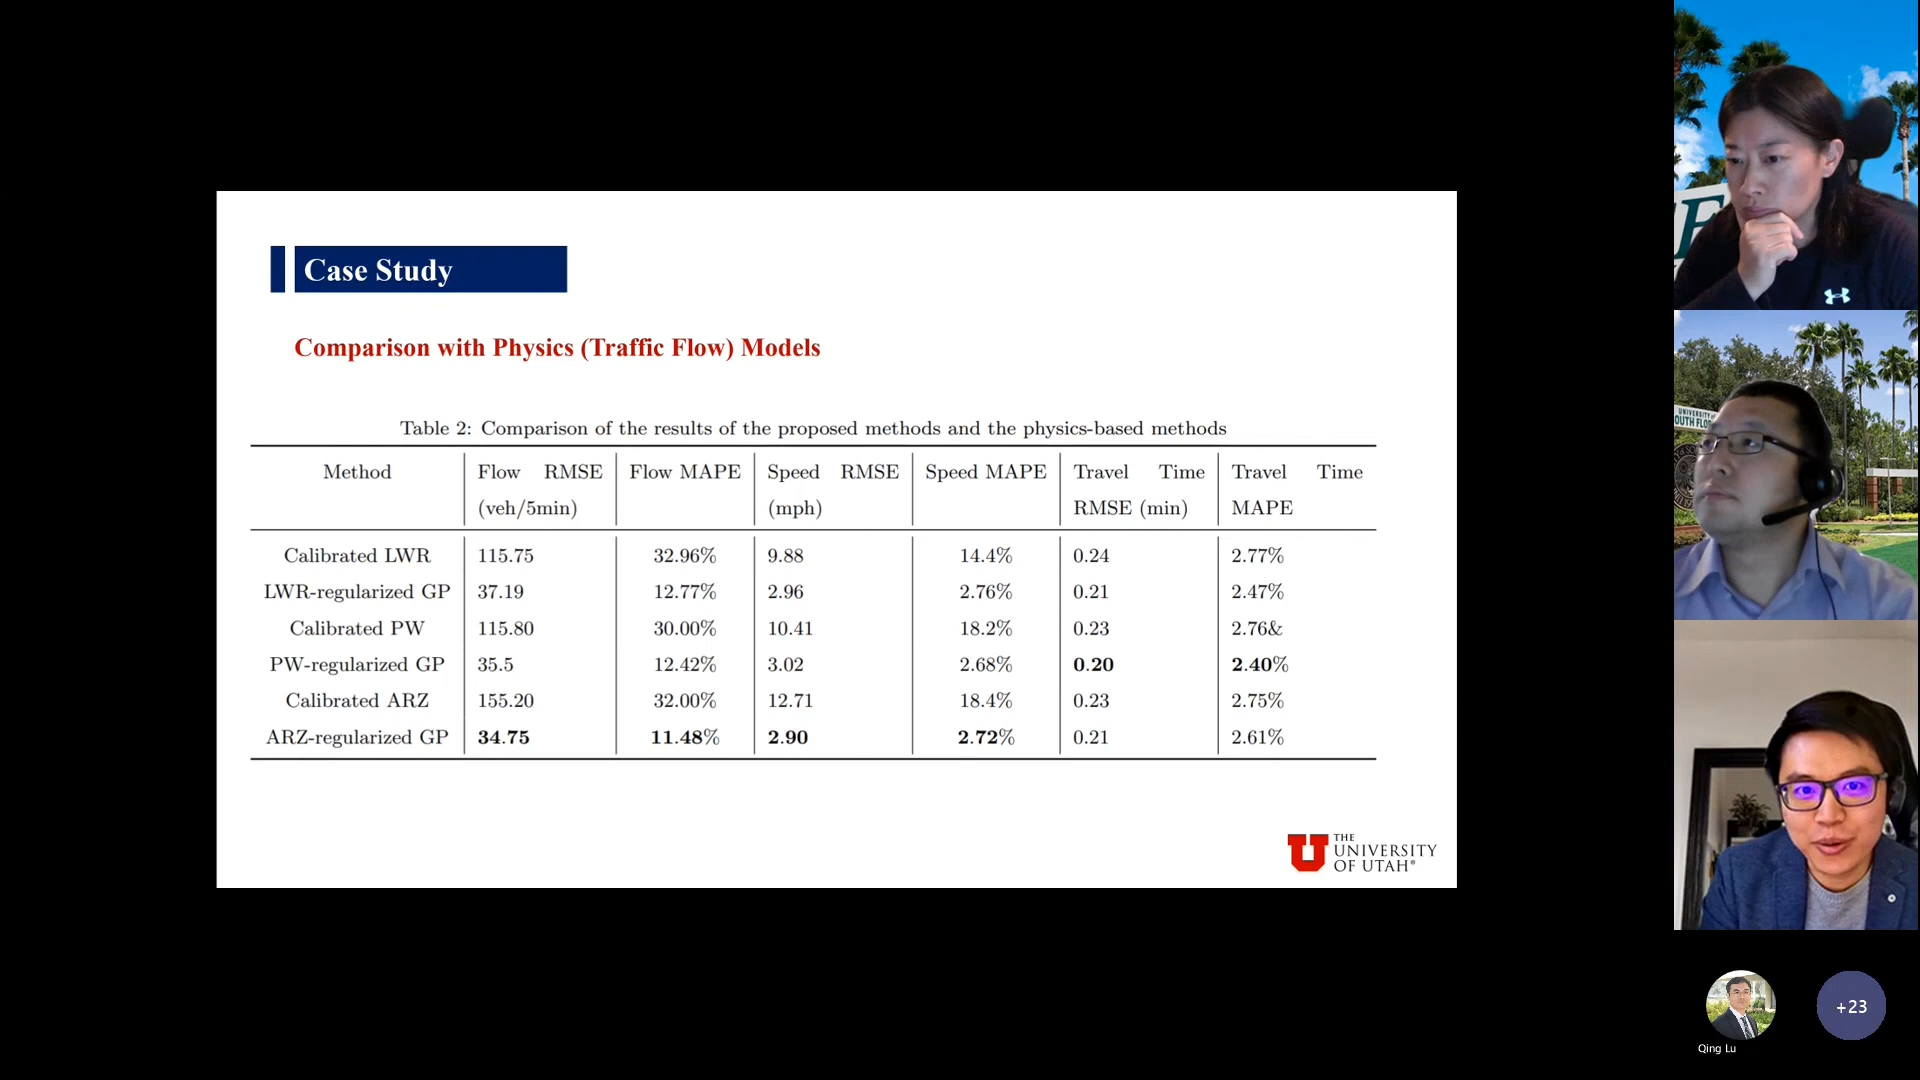 Case Study
Comparison with Physics (Traffic Flow) Models
Table 2: Comparison of the results of the proposed methods and the physics-based methods
Method Flow RMSE (veh/5min) Flow MAPE Speed RMSE (mph) Speed MAPE Travel Time RMSE (min) Travel Time MAPE
Calibrated LWR 115.75 32.96% 9.88 14.4% 0.24 2.77%
LWR-regularized GP 37.19 12.77% 2.96 2.76% 0.21 2.47%
Calibrated PW 115.80 30.00% 10.41 18.2% 0.23 2.76&
PW-regularized GP 35.5 12.42% 3.02 2.68% 0.20 2.40%
Calibrated ARZ 155.20 32.00% 12.71 18.4% 0.23 2.75%
ARZ-regularized GP 34.75 11.48% 2.90 2.72% 0.21 2.61%
THE
UNIVERSITY
OF UTAH®
UNIVERSITY
+23
Qing Lu